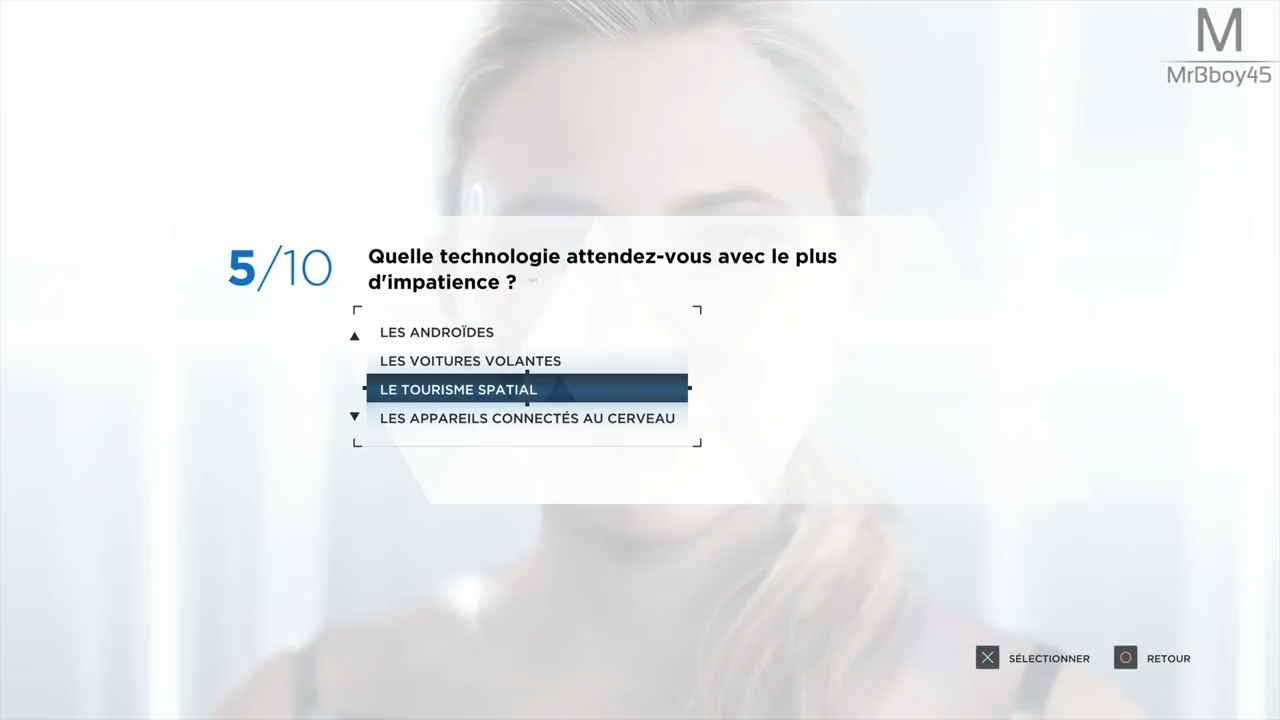 M
MrBboy45
5/10
Quelle technologie attendez-vous avec le plus
d'impatience ?
LES ANDROÏDES
LES VOITURES VOLANTES
LE TOURISME SPATIAL
LES APPAREILS CONNECTÉS AU CERVEAU
SÉLECTIONNER
RETOUR